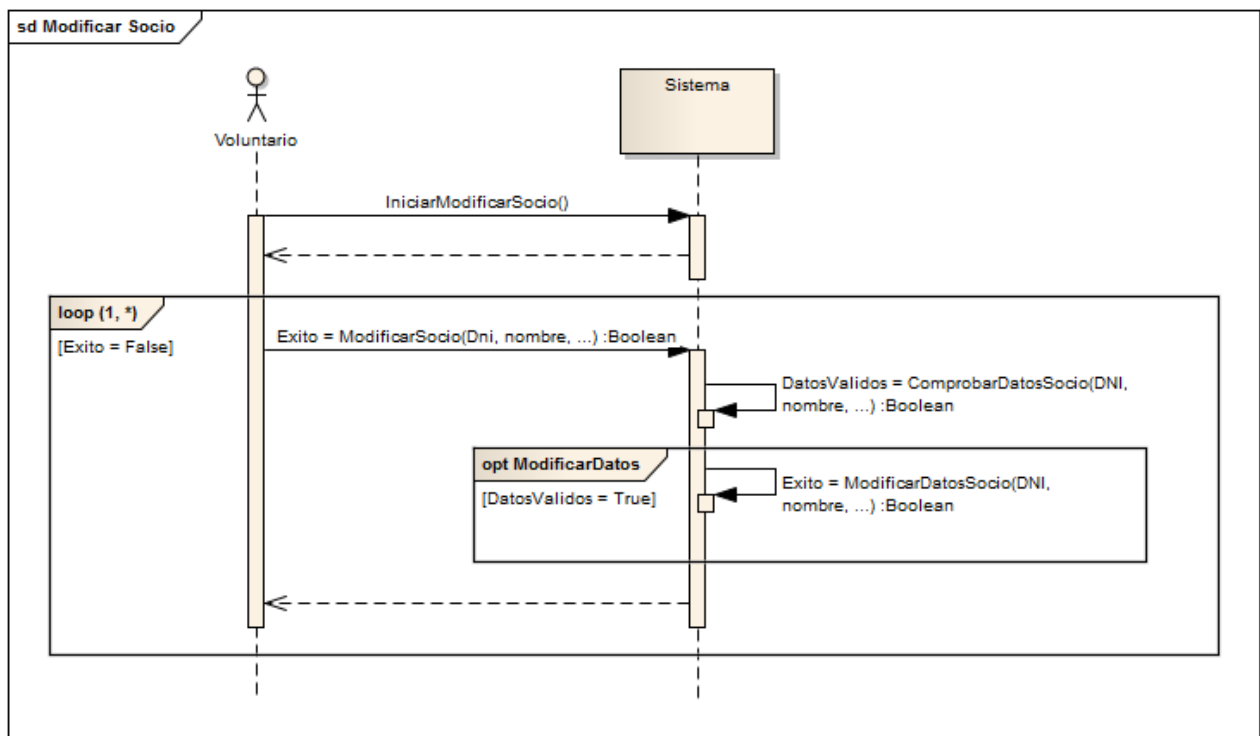 sd Modificar Socio
Voluntario
Sistema
IniciarModificarSocio()
loop (1, *)
[Exito = False]
Exito = ModificarSocio(Dni, nombre, ...) :Boolean
DatosValidos = ComprobarDatosSocio(DNI,
nombre, ...) :Boolean
opt ModificarDatos
[DatosValidos = True]
Exito = ModificarDatosSocio(DNI,
nombre, ...) :Boolean